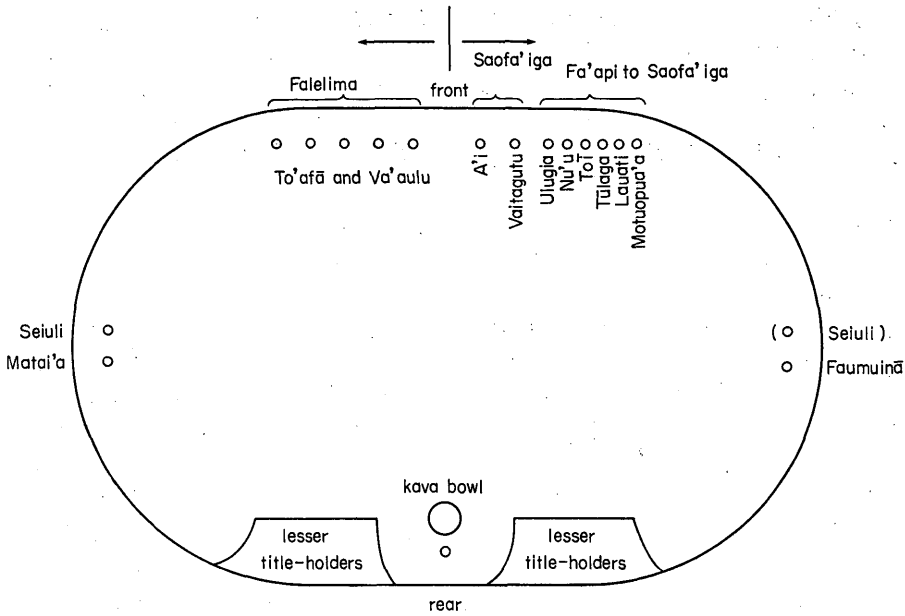 Saofa'iga
Fa'api to Saofa'iga
Falelima
front
To'afā and Va'aulu
A'i
Vaitagutu
Ulugia
Nu'u
Toī
Tūlaga
Lauati
Motuopua'a
Seiuli
Matai'a
( Seiuli )
Faumuinā
kava bowl
lesser
title-holders
lesser
title-holders
rear